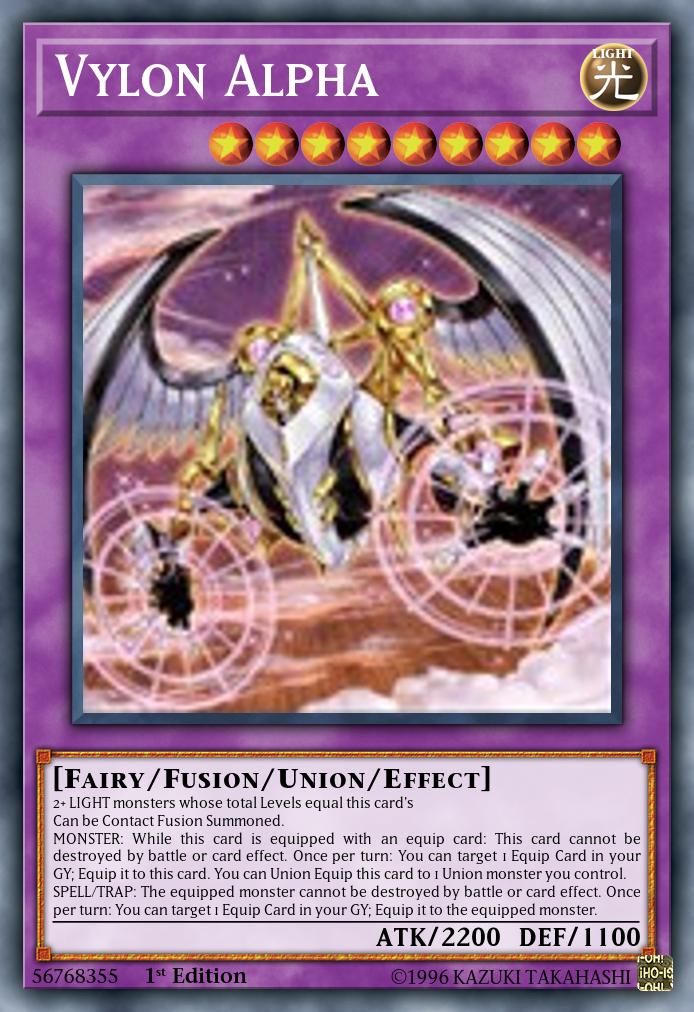 Vylon Alpha
LIGHT
光
[Fairy/Fusion/Union/Effect]
2+ LIGHT monsters whose total Levels equal this card's
Can be Contact Fusion Summoned.
MONSTER: While this card is equipped with an equip card: This card cannot be
destroyed by battle or card effect. Once per turn: You can target 1 Equip Card in your
GY; Equip it to this card. You can Union Equip this card to 1 Union monster you control.
SPELL/TRAP: The equipped monster cannot be destroyed by battle or card effect. Once
per turn: You can target 1 Equip Card in your GY; Equip it to the equipped monster.
ATK/2200 DEF/1100
56768355 1st Edition ©1996 KAZUKI TAKAHASHI